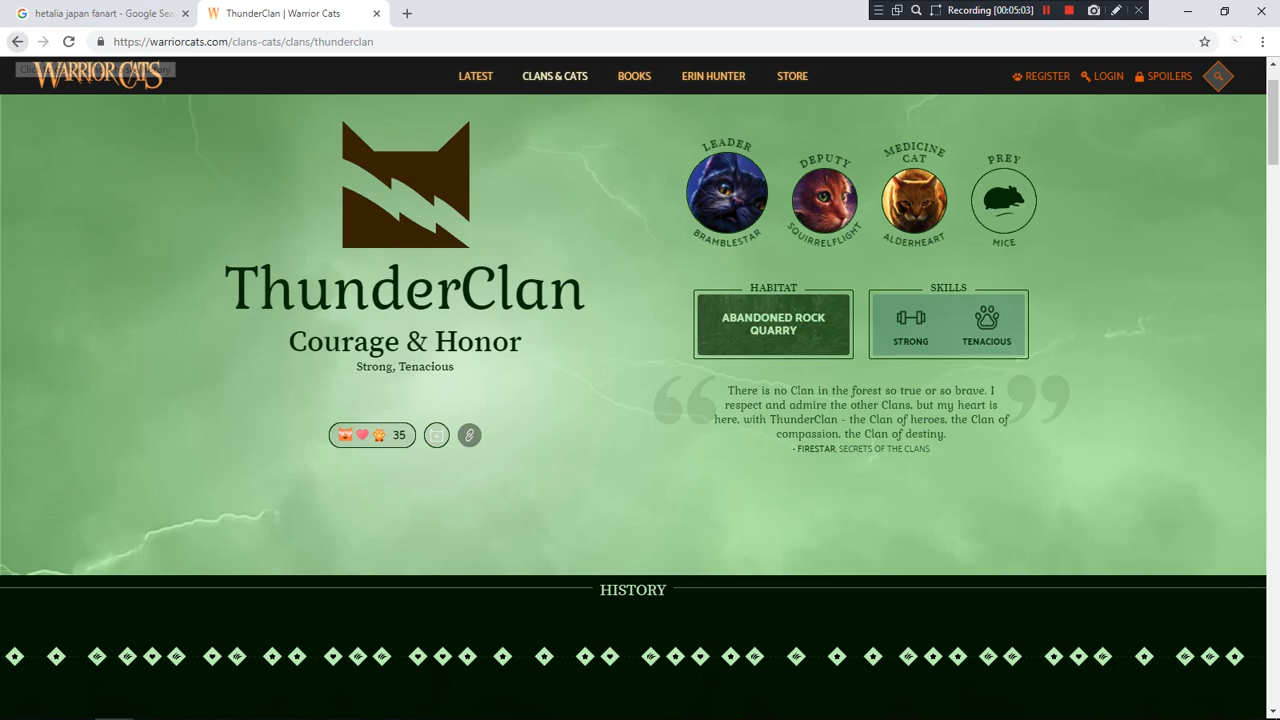 hetalia japan fanart - Google Sea
ThunderClan | Warrior Cats
Recording [00:05:03]
https://warriorcats.com/clans-cats/clans/thunderclan
WARRIOR CATS
LATEST
CLANS & CATS
BOOKS
ERIN HUNTER
STORE
REGISTER
LOGIN
SPOILERS
LEADER
DEPUTY
MEDICINE
CAT
PREY
BRAMBLESTAR
SQUIRRELFLIGHT
ALDERHEART
MICE
ThunderClan
Courage & Honor
Strong, Tenacious
35
HABITAT
ABANDONED ROCK
QUARRY
SKILLS
STRONG
TENACIOUS
There is no Clan in the forest so true or so brave. I
respect and admire the other Clans, but my heart is
here, with ThunderClan - the Clan of heroes, the Clan of
compassion, the Clan of destiny.
- FIRESTAR, SECRETS OF THE CLANS
HISTORY